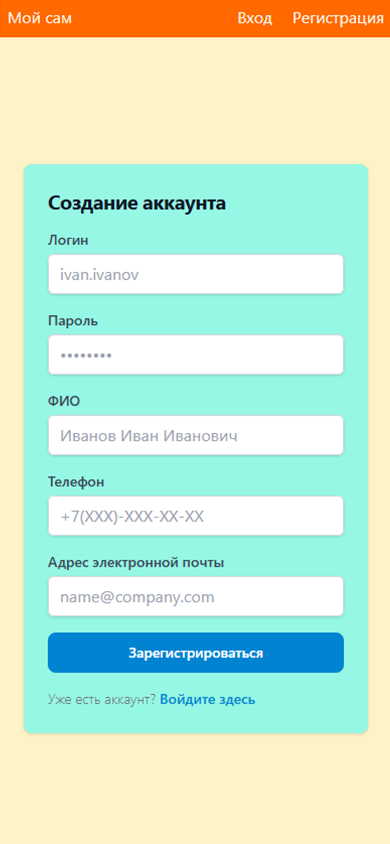 Мой сам Вход Регистрация
Создание аккаунта
Логин
ivan.ivanov
Пароль
••••••••
ФИО
Иванов Иван Иванович
Телефон
+7(XXX)-XXX-XX-XX
Адрес электронной почты
name@company.com
Зарегистрироваться
Уже есть аккаунт? Войдите здесь